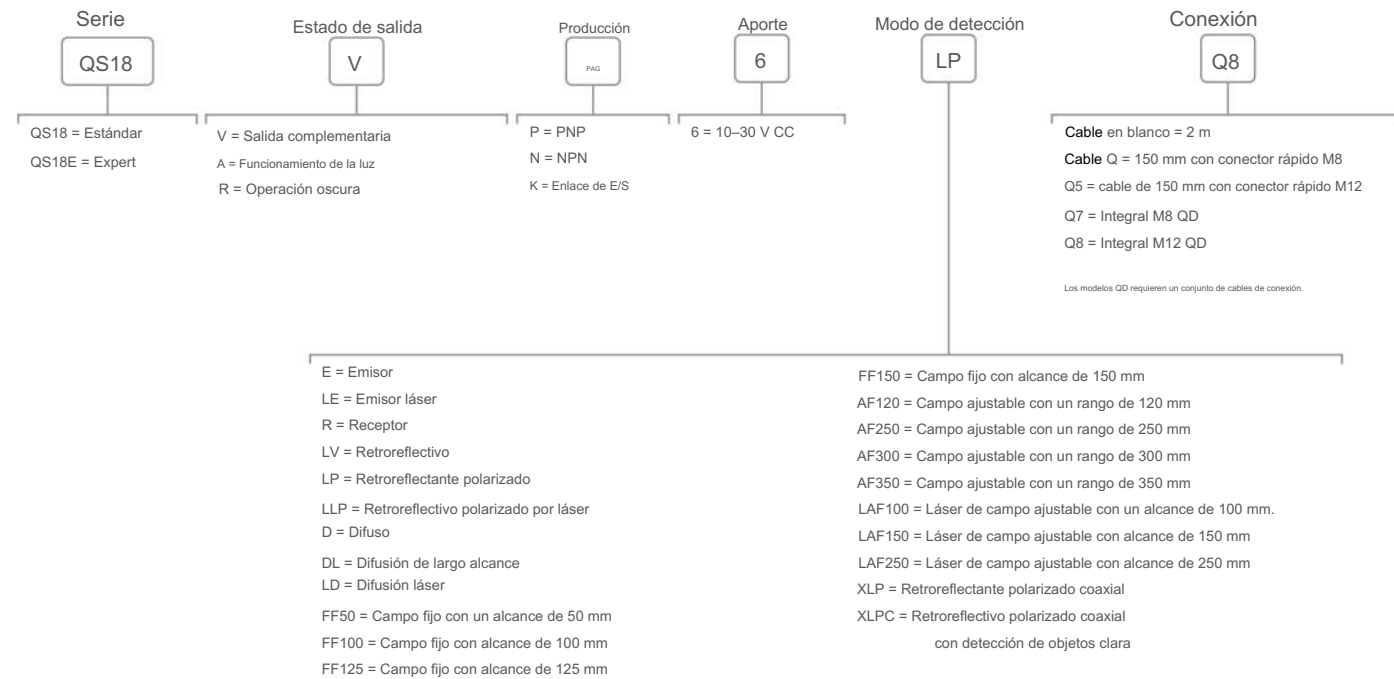 Serie
Estado de salida
Producción
Aporte
Modo de detección
Conexión
QS18
V
PAG
6
LP
Q8
QS18 = Estándar
QS18E = Expert
V = Salida complementaria
A = Funcionamiento de la luz
R = Operación oscura
P = PNP
N = NPN
K = Enlace de E/S
6 = 10–30 V CC
Cable en blanco = 2 m
Cable Q = 150 mm con conector rápido M8
Q5 = cable de 150 mm con conector rápido M12
Q7 = Integral M8 QD
Q8 = Integral M12 QD
Los modelos QD requieren un conjunto de cables de conexión.
E = Emisor
LE = Emisor láser
R = Receptor
LV = Retroreflectivo
LP = Retroreflectante polarizado
LLP = Retroreflectivo polarizado por láser
D = Difuso
DL = Difusión de largo alcance
LD = Difusión láser
FF50 = Campo fijo con un alcance de 50 mm
FF100 = Campo fijo con alcance de 100 mm
FF125 = Campo fijo con alcance de 125 mm
FF150 = Campo fijo con alcance de 150 mm
AF120 = Campo ajustable con un rango de 120 mm
AF250 = Campo ajustable con un rango de 250 mm
AF300 = Campo ajustable con un rango de 300 mm
AF350 = Campo ajustable con un rango de 350 mm
LAF100 = Láser de campo ajustable con un alcance de 100 mm.
LAF150 = Láser de campo ajustable con alcance de 150 mm
LAF250 = Láser de campo ajustable con alcance de 250 mm
XLP = Retroreflectante polarizado coaxial
XLPC = Retroreflectivo polarizado coaxial
con detección de objetos clara